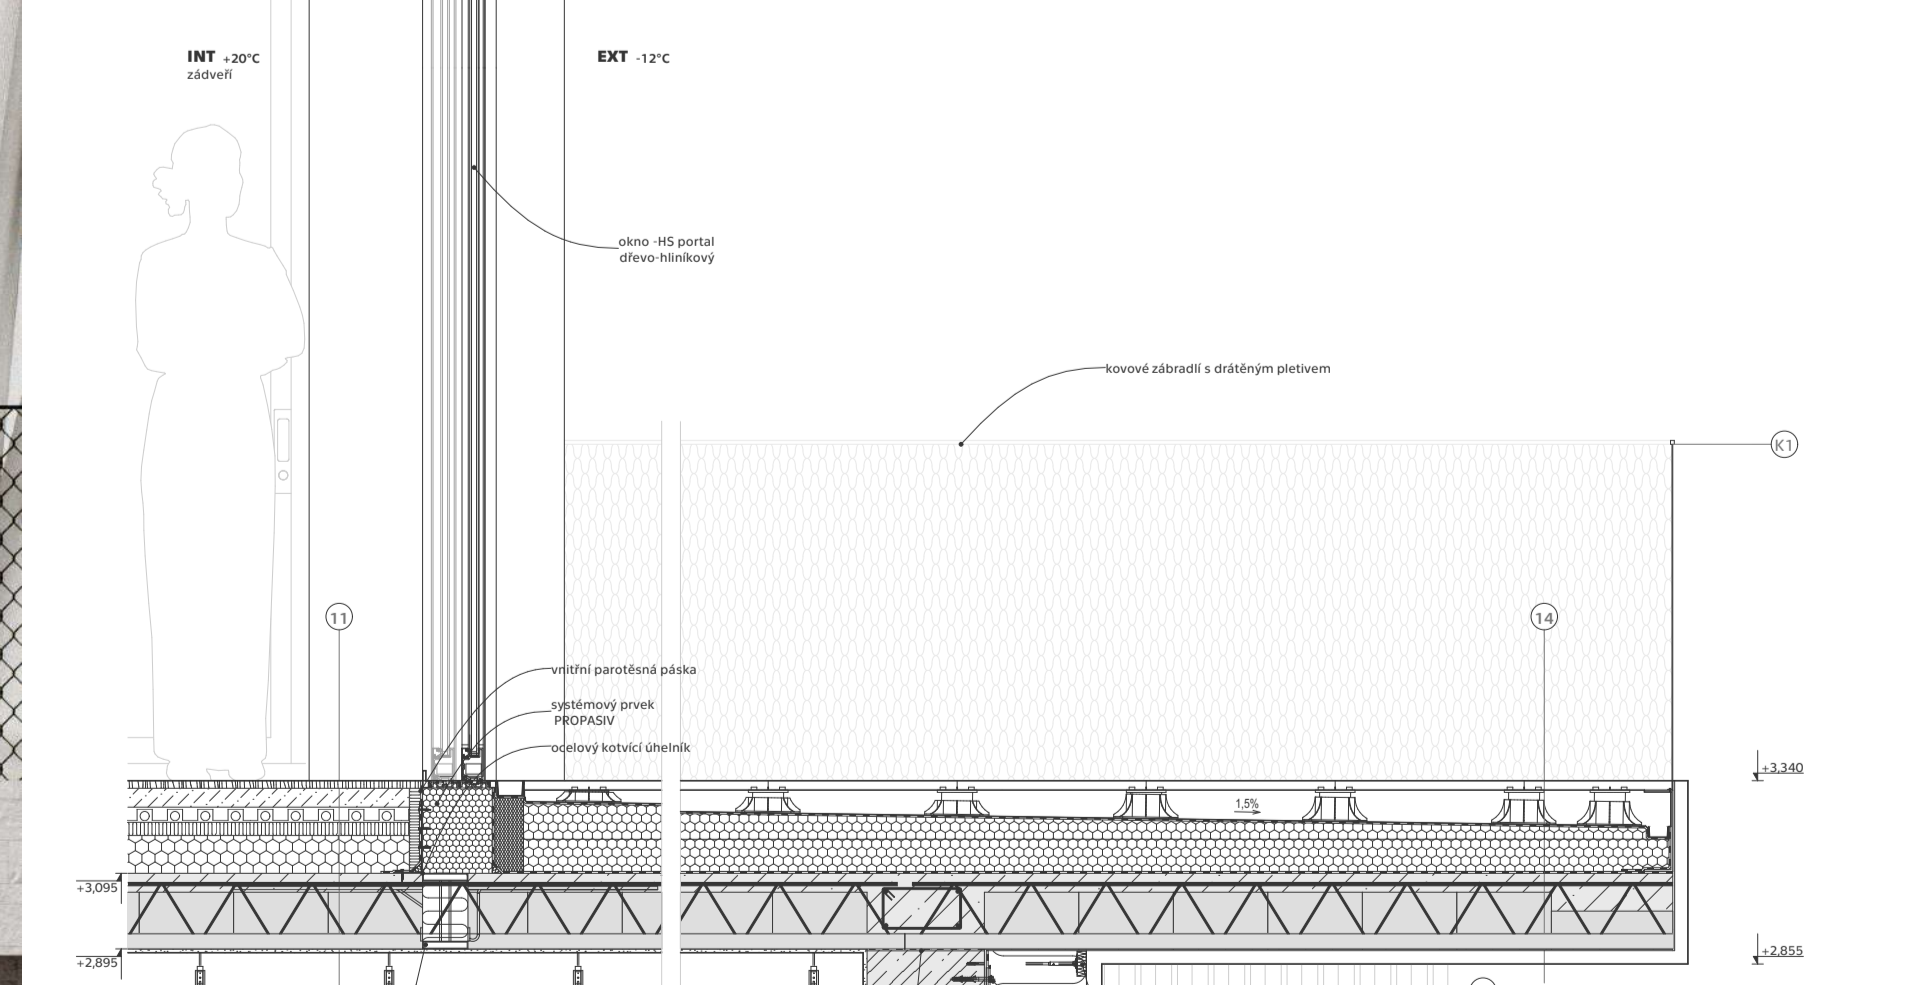 INT +20°C
zádveří
EXT -12°C
okno -HS portal
dřevo-hliníkový
kovové zábradlí s drátěným pletivem
K1
11
14
vnitřní parotěsná páska
systémový prvek
PROPASIV
ocelový kotvící úhelník
+3,340
1,5%
+3,095
+2,895
+2,855